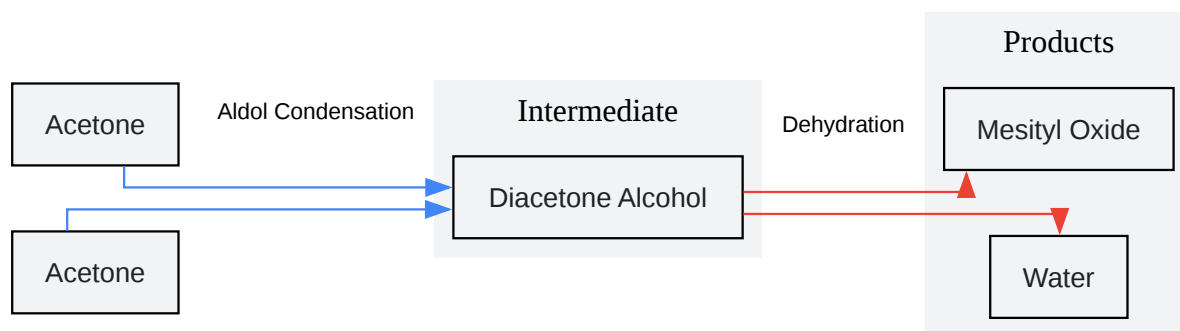 Acetone
Acetone
Aldol Condensation
Intermediate
Diacetone Alcohol
Dehydration
Products
Mesityl Oxide
Water